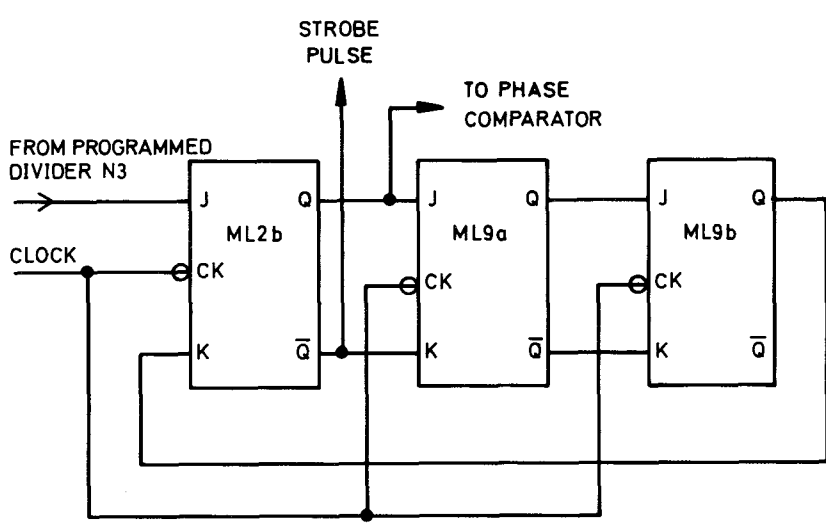 STROBE
PULSE
TO PHASE
COMPARATOR
FROM PROGRAMMED
DIVIDER N3
J Q J Q J Q
ML2b ML9a ML9b
CLOCK
CK CK CK
K Q̅ K Q̅ K Q̅